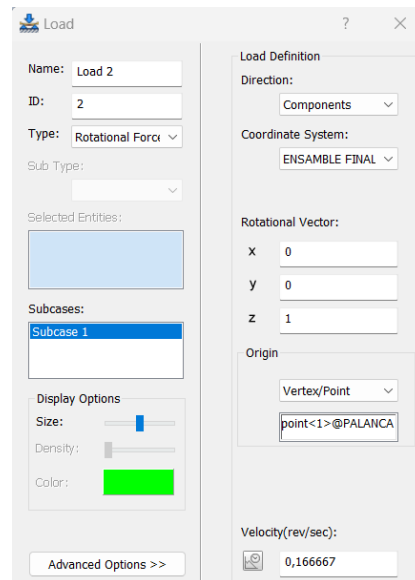 Load ?
Name: Load 2
ID: 2
Type: Rotational Force
Sub Type:
Selected Entities:
Subcases:
Subcase 1
Display Options
Size:
Density:
Color:
Advanced Options >>
Load Definition
Direction:
Components
Coordinate System:
ENSAMBLE FINAL
Rotational Vector:
x 0
y 0
z 1
Origin
Vertex/Point
point<1>@PALANCA
Velocity(rev/sec):
0,166667